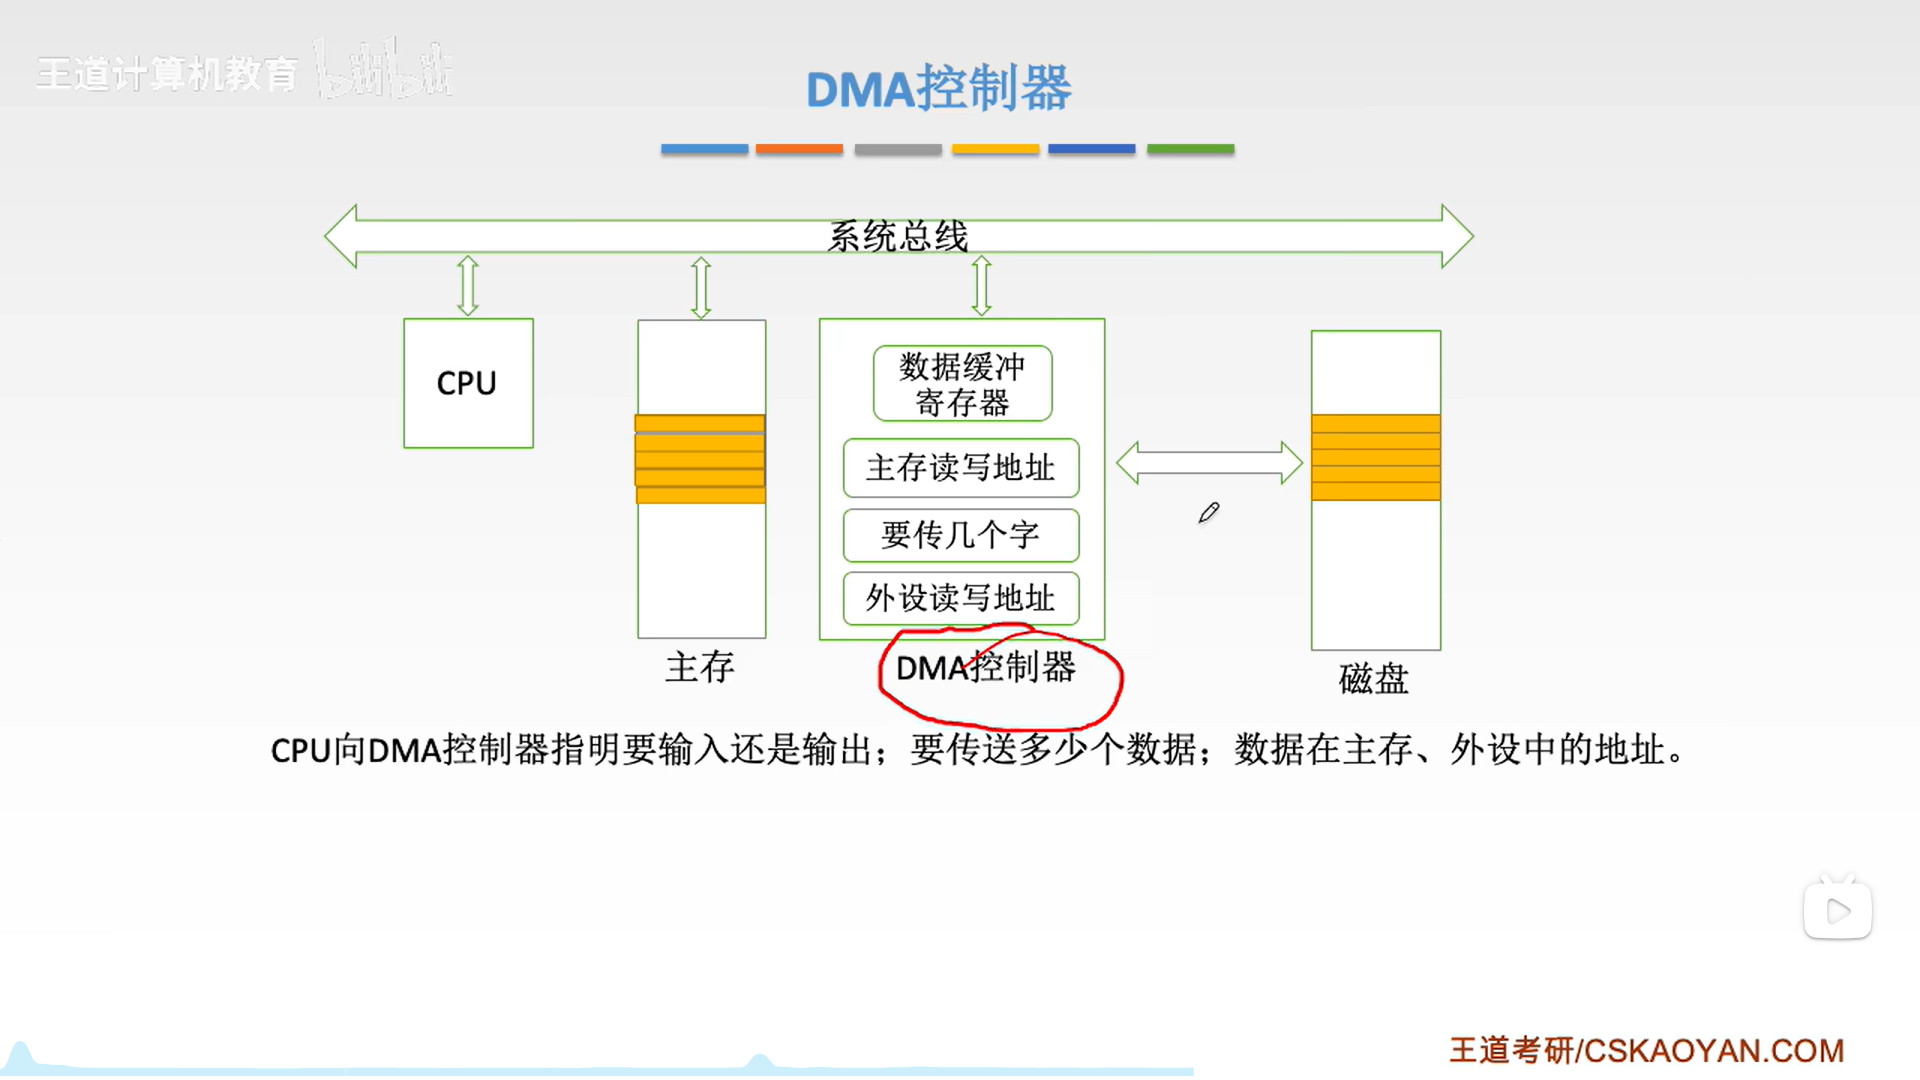 王道计算机教育 bilibili
DMA控制器
系统总线
CPU
数据缓冲
寄存器
主存读写地址
要传几个字
外设读写地址
主存
DMA控制器
磁盘
CPU向DMA控制器指明要输入还是输出；要传送多少个数据；数据在主存、外设中的地址。
王道考研/CSKAOYAN.COM